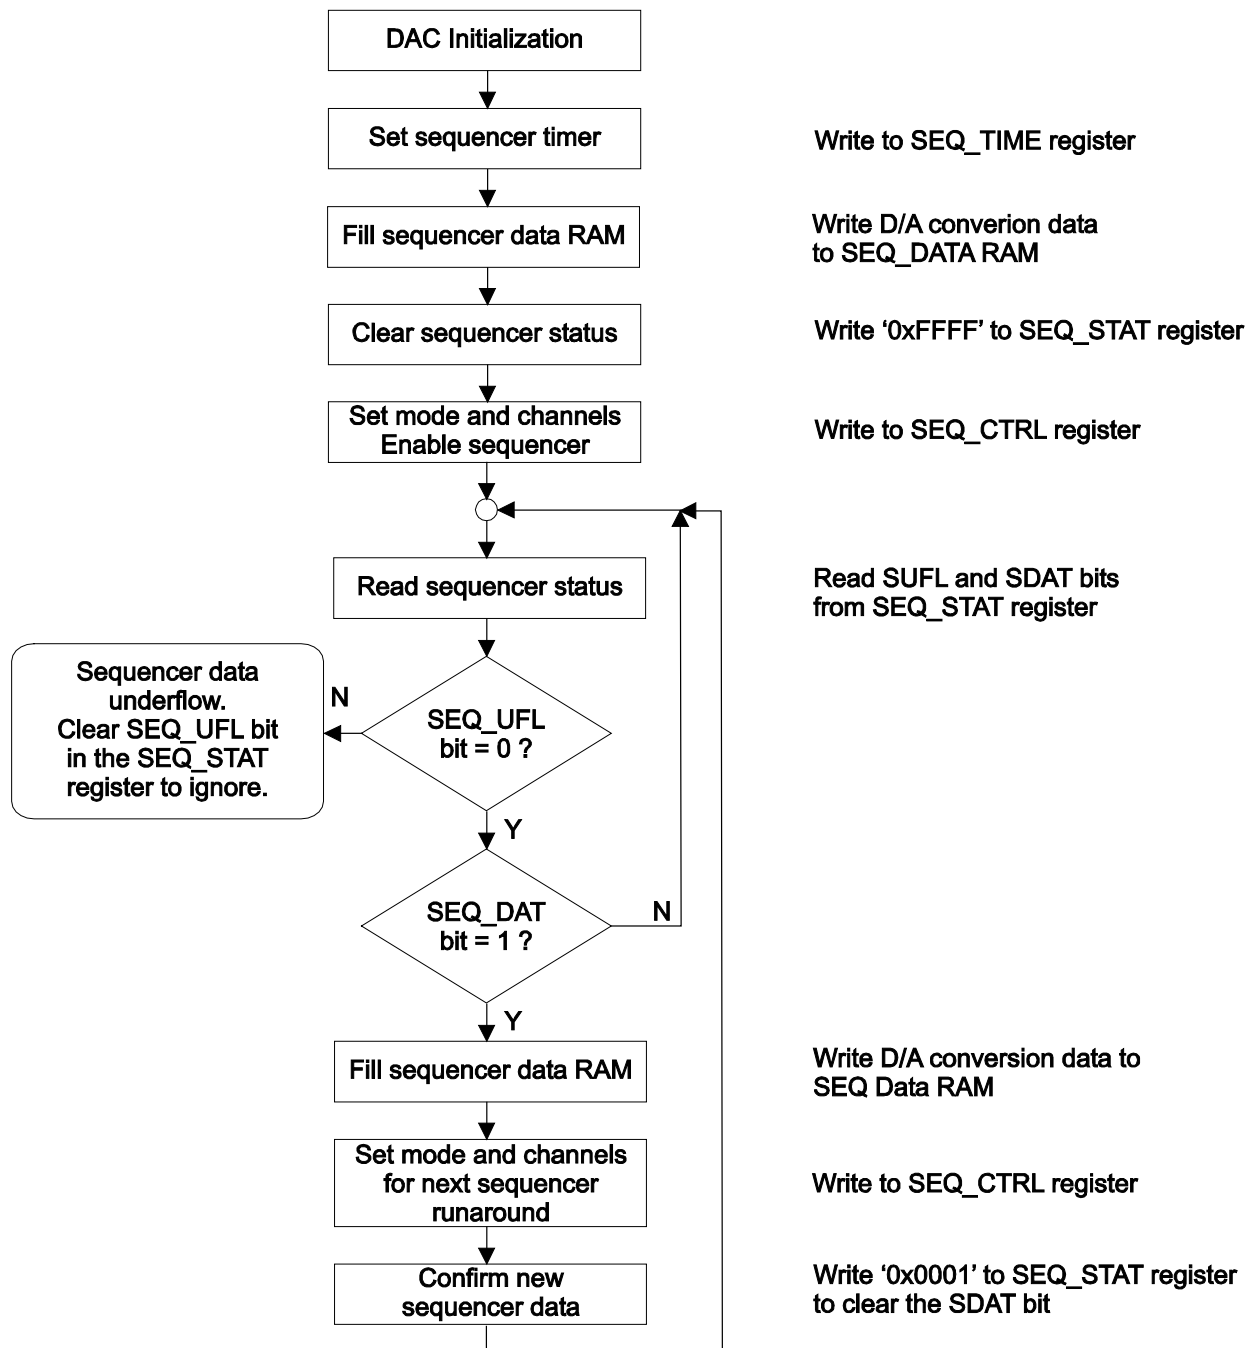 DAC Initialization
Set sequencer timer
Write to SEQ_TIME register
Fill sequencer data RAM
Write D/A converion data
to SEQ_DATA RAM
Clear sequencer status
Write ‘0xFFFF’ to SEQ_STAT register
Set mode and channels
Enable sequencer
Write to SEQ_CTRL register
Read sequencer status
Read SUFL and SDAT bits
from SEQ_STAT register
Sequencer data
underflow.
Clear SEQ_UFL bit
in the SEQ_STAT
register to ignore.
N
SEQ_UFL
bit = 0 ?
Y
SEQ_DAT
bit = 1 ?
N
Y
Fill sequencer data RAM
Write D/A conversion data to
SEQ Data RAM
Set mode and channels
for next sequencer
runaround
Write to SEQ_CTRL register
Confirm new
sequencer data
Write ‘0x0001’ to SEQ_STAT register
to clear the SDAT bit